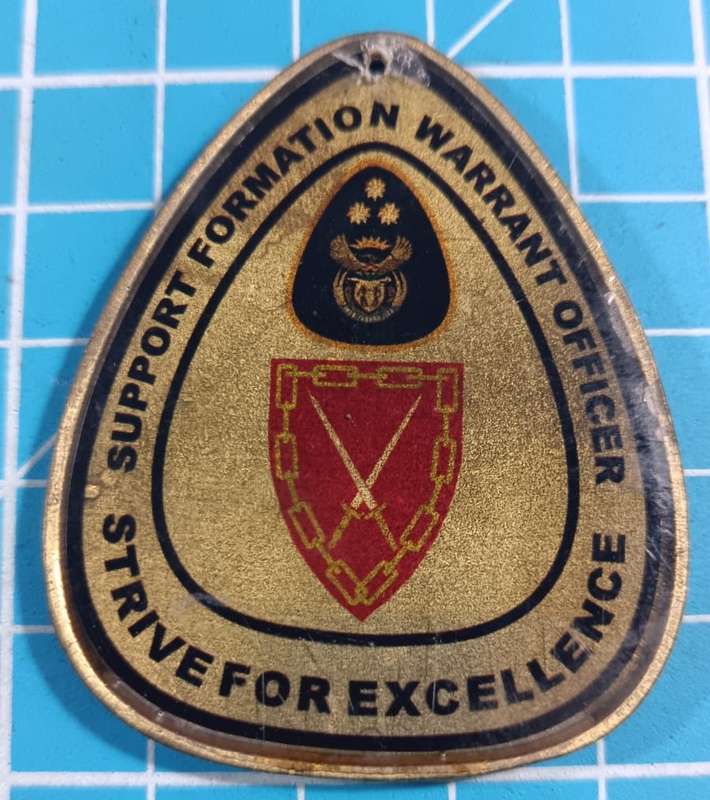 SUPPORT FORMATION WARRANT OFFICER
STRIVE FOR EXCELLENCE